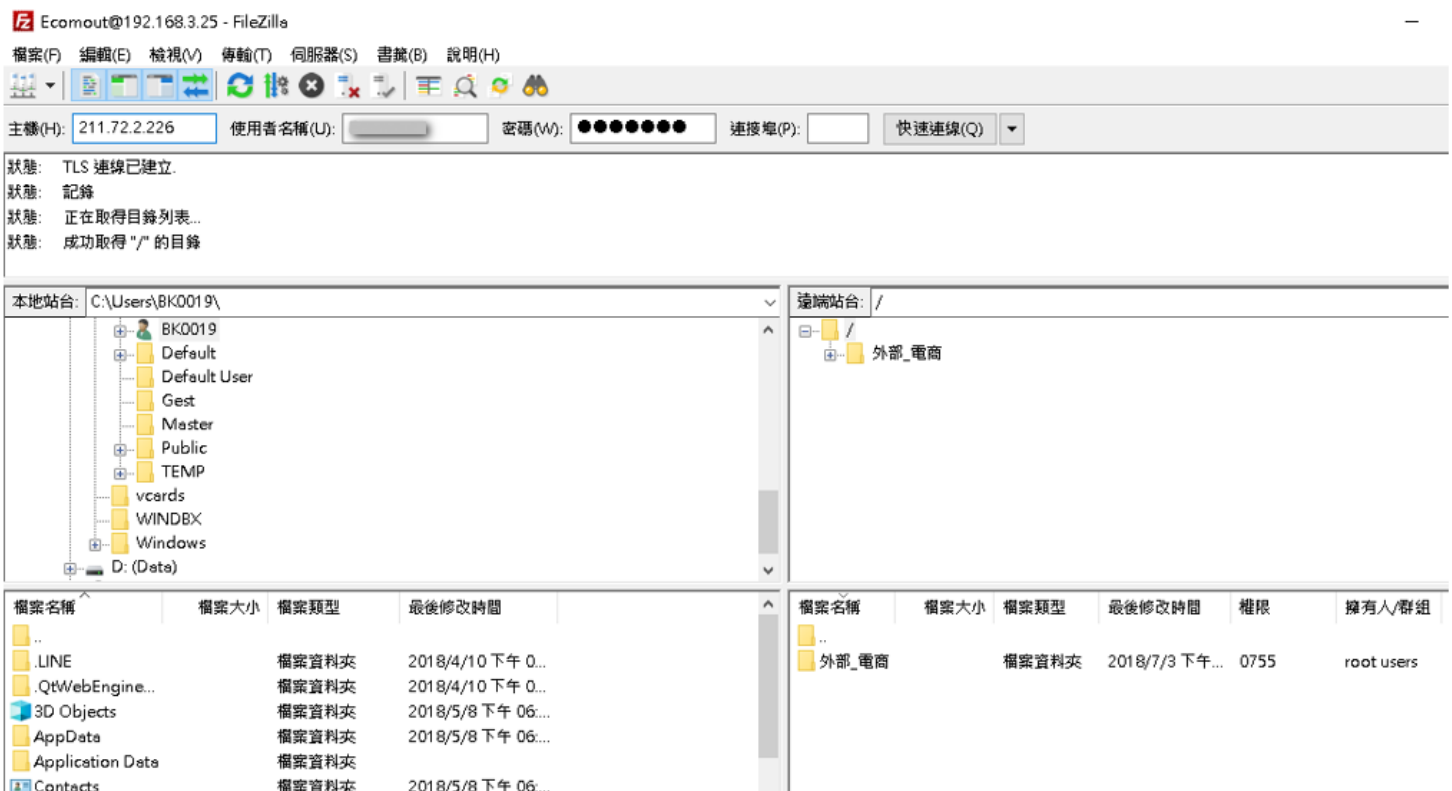 Ecomout@192.168.3.25 - FileZilla
檔案(F) 編輯(E) 檢視(V) 傳輸(T) 伺服器(S) 書籤(B) 說明(H)
主機(H): 211.72.2.226 使用者名稱(U): 密碼(W): ●●●●●●● 連接埠(P): 快速連線(Q)
狀態: TLS 連線已建立.
狀態: 記錄
狀態: 正在取得目錄列表...
狀態: 成功取得 "/" 的目錄
本地站台: C:\Users\BK0019\
BK0019
Default
Default User
Gest
Master
Public
TEMP
vcards
WINDBX
Windows
D: (Data)
遠端站台: /
/
外部_電商
檔案名稱 檔案大小 檔案類型 最後修改時間
..
.LINE 檔案資料夾 2018/4/10 下午 0...
.QtWebEngine... 檔案資料夾 2018/4/10 下午 0...
3D Objects 檔案資料夾 2018/5/8 下午 06:...
AppData 檔案資料夾 2018/5/8 下午 06:...
Application Data 檔案資料夾
Contacts 檔案資料夾 2018/5/8 下午 06:...
檔案名稱 檔案大小 檔案類型 最後修改時間 權限 擁有人/群組
..
外部_電商 檔案資料夾 2018/7/3 下午... 0755 root users